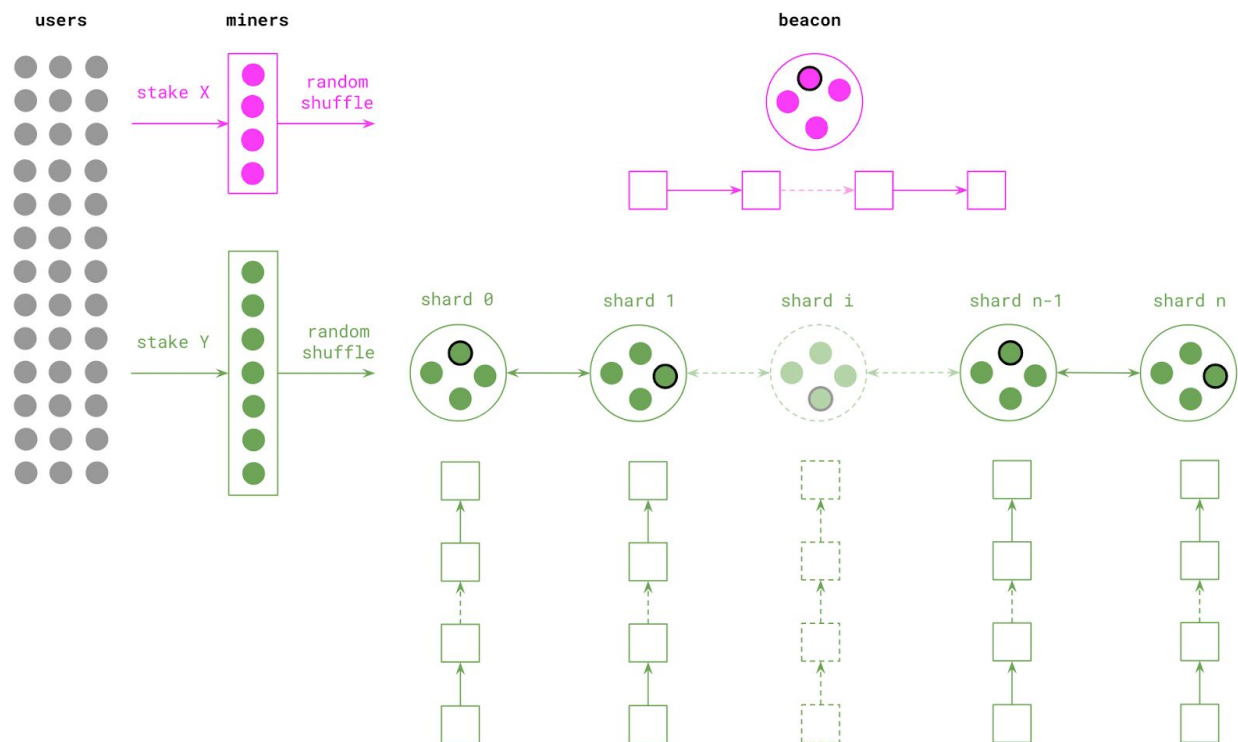 users
miners
beacon
stake X
random
shuffle
shard 0
shard 1
shard i
shard n-1
shard n
stake Y
random
shuffle